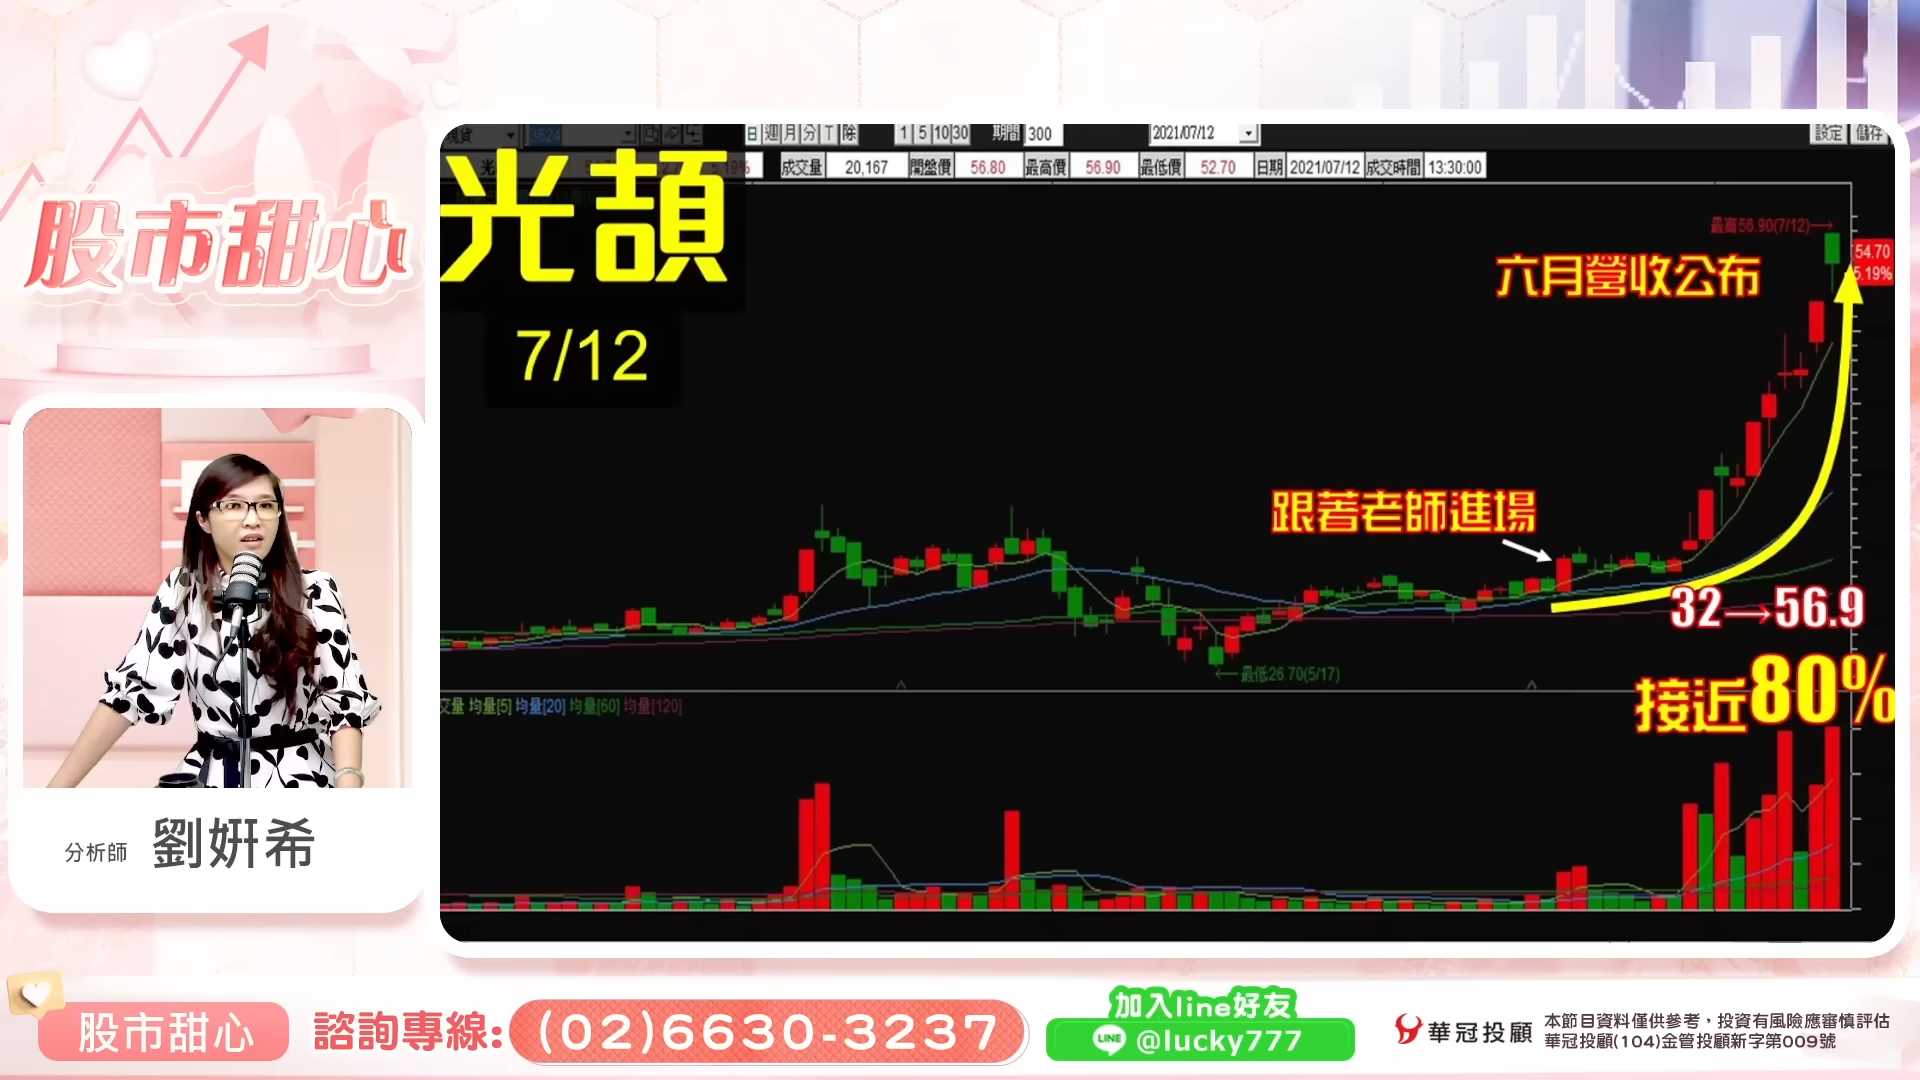 股市甜心
分析師 劉妍希
3624
日 週 月 分 T 除
1 5 10 30
期間 300
2021/07/12
設定 儲存
成交量 20,167 開盤價 56.80 最高價 56.90 最低價 52.70 日期 2021/07/12 成交時間 13:30:00
光頡
7/12
最高56.90(7/12)
54.70
5.19%
六月營收公布
跟著老師進場
32→56.9
最低26.70(5/17)
接近80%
交量 均量[5] 均量[20] 均量[60] 均量[120]
股市甜心
諮詢專線:(02)6630-3237
加入line好友
LINE @lucky777
華冠投顧
本節目資料僅供參考，投資有風險應審慎評估
華冠投顧(104)金管投顧新字第009號